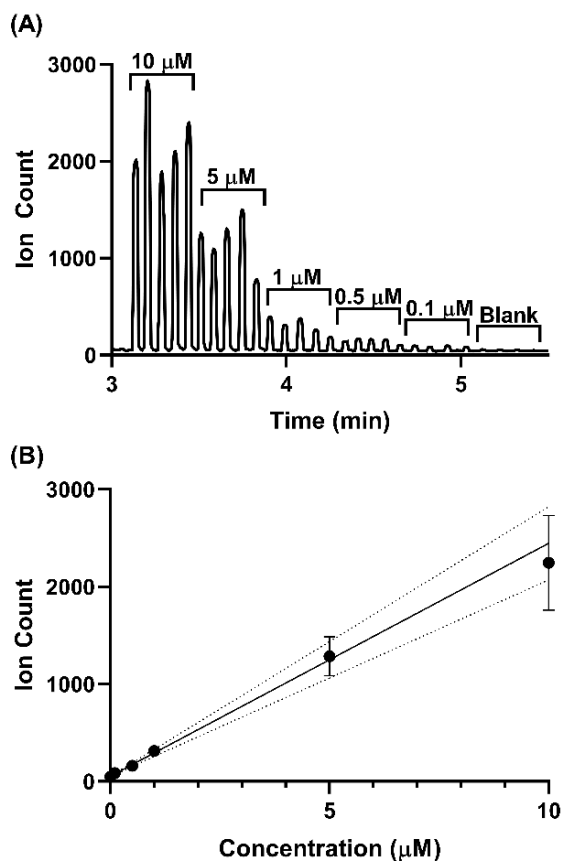 (A)
3000
2000
1000
0
Ion Count
10 μM
5 μM
1 μM
0.5 μM
0.1 μM
Blank
3
4
5
Time (min)
(B)
3000
2000
1000
0
Ion Count
0
5
10
Concentration (μM)